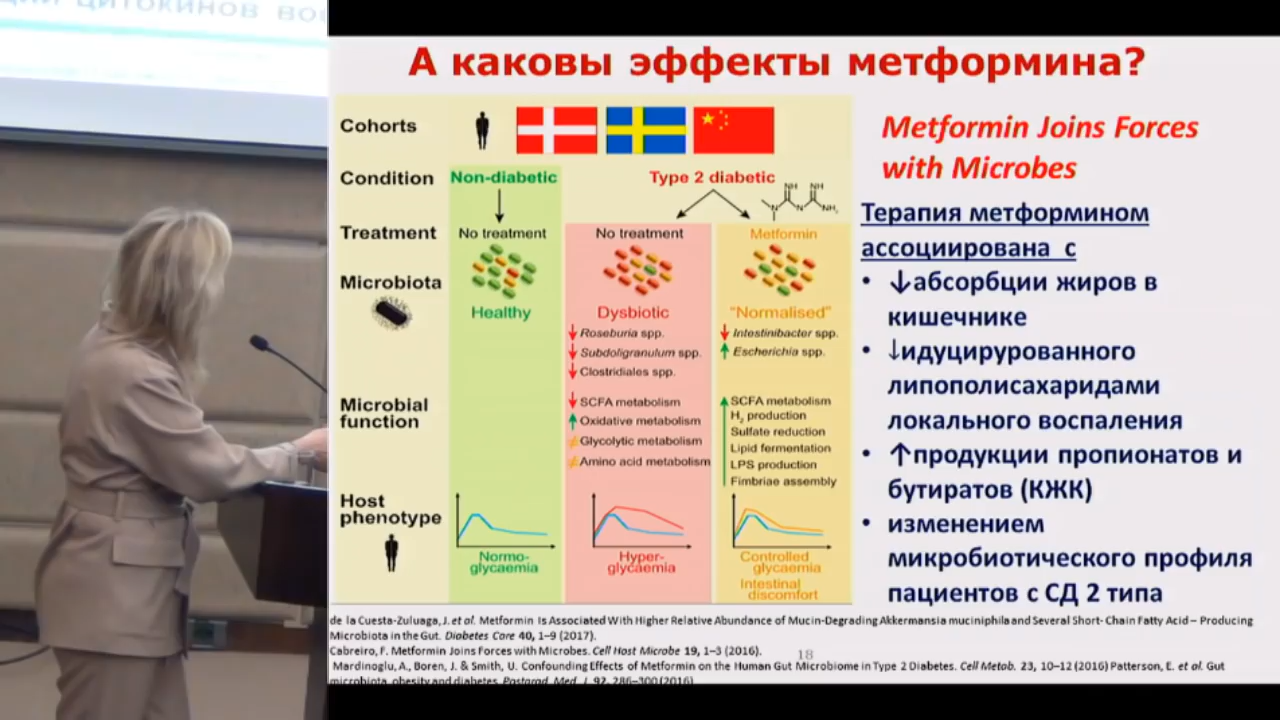 ции цитокинов вос
А каковы эффекты метформина?
Cohorts
Condition
Non-diabetic
Type 2 diabetic
NH NH
N N NH₂
Treatment
No treatment
No treatment
Metformin
Microbiota
Healthy
Dysbiotic
"Normalised"
↓ Roseburia spp.
↓ Subdoligranulum spp.
↓ Clostridiales spp.
↓ Intestinibacter spp.
↑ Escherichia spp.
Microbial
function
↓ SCFA metabolism
↑ Oxidative metabolism
≠ Glycolytic metabolism
≠ Amino acid metabolism
↑ SCFA metabolism
H₂ production
Sulfate reduction
Lipid fermentation
LPS production
Fimbriae assembly
Host
phenotype
Normo-
glycaemia
Hyper-
glycaemia
Controlled
glycaemia
Intestinal
discomfort
Metformin Joins Forces
with Microbes
Терапия метформином
ассоциирована с
• ↓абсорбции жиров в
кишечнике
• ↓идуцирурованного
липополисахаридами
локального воспаления
• ↑продукции пропионатов и
бутиратов (КЖК)
• изменением
микробиотического профиля
пациентов с СД 2 типа
de la Cuesta-Zuluaga, J. et al. Metformin Is Associated With Higher Relative Abundance of Mucin-Degrading Akkermansia muciniphila and Several Short- Chain Fatty Acid – Producing
Microbiota in the Gut. Diabetes Care 40, 1–9 (2017).
Cabreiro, F. Metformin Joins Forces with Microbes. Cell Host Microbe 19, 1–3 (2016).
18
Mardinoglu, A., Boren, J. & Smith, U. Confounding Effects of Metformin on the Human Gut Microbiome in Type 2 Diabetes. Cell Metab. 23, 10–12 (2016) Patterson, E. et al. Gut
microbiota, obesity and diabetes. Postgrad. Med. J. 92, 286–300 (2016)